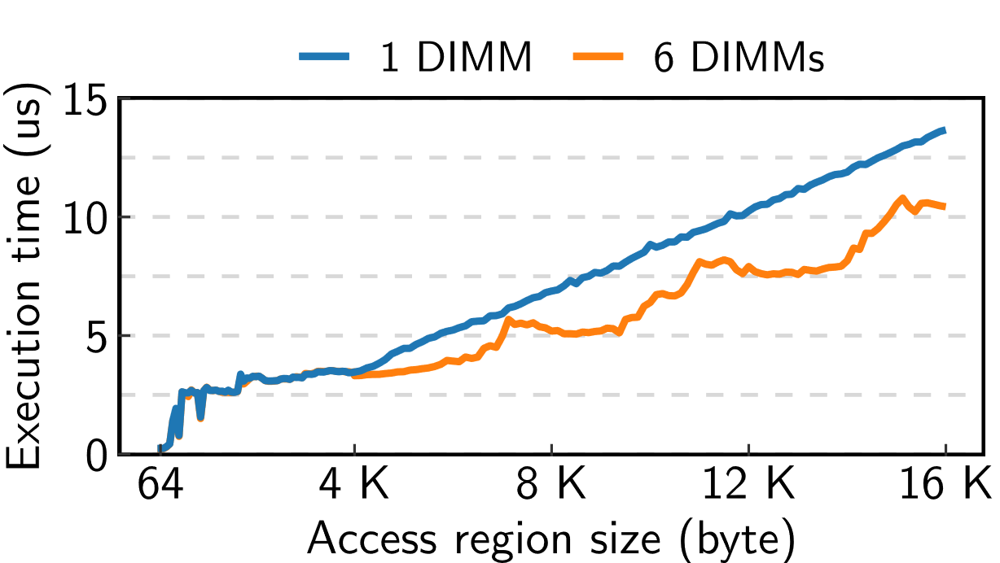 1 DIMM 6 DIMMs
Execution time (us)
15
10
5
0
64 4 K 8 K 12 K 16 K
Access region size (byte)